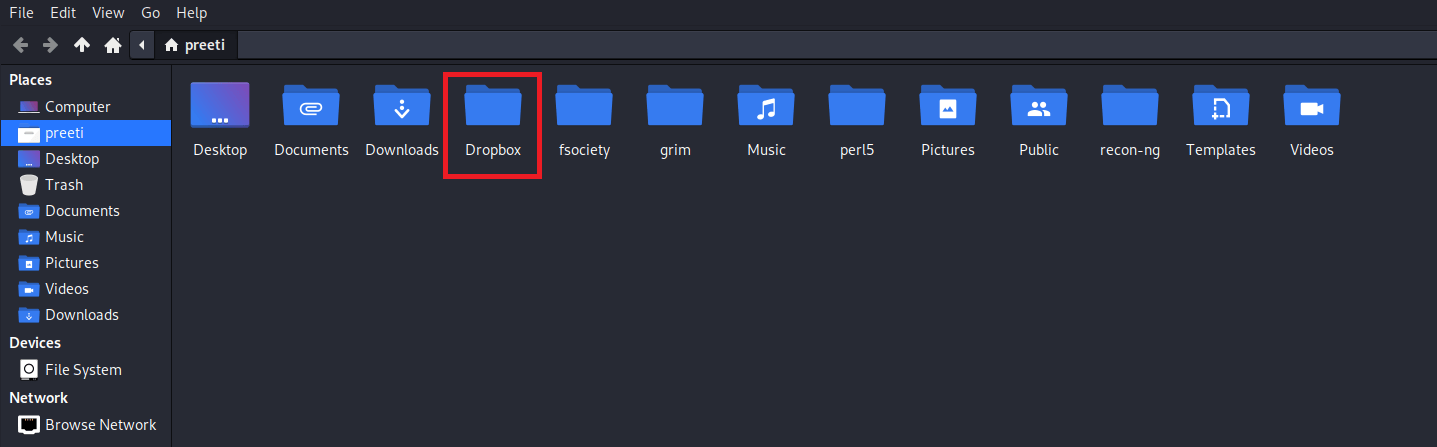 File Edit View Go Help
preeti
Places
Computer
preeti
Desktop
Trash
Documents
Music
Pictures
Videos
Downloads
Devices
File System
Network
Browse Network
Desktop Documents Downloads Dropbox fsociety grim Music perl5 Pictures Public recon-ng Templates Videos